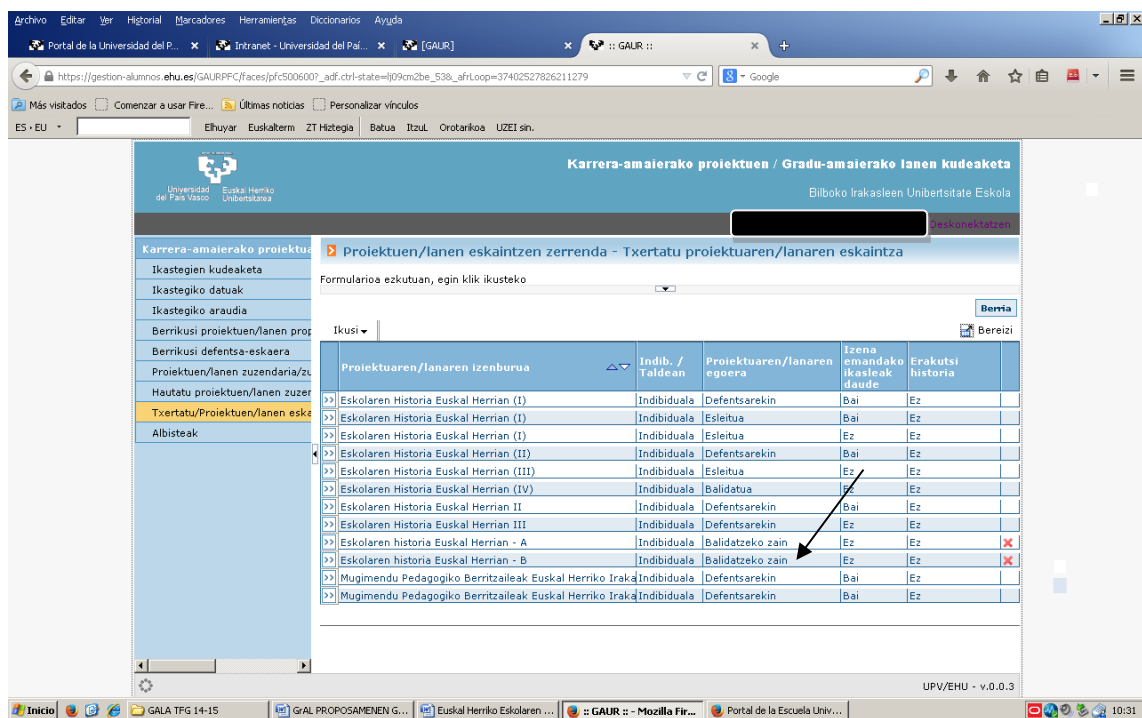 Archivo Editar Ver Historial Marcadores Herramientas Diccionarios Ayuda
Portal de la Universidad del P... Intranet - Universidad del Paí... [GAUR] :: GAUR ::
https://gestion-alumnos.ehu.es/GAURPFC/faces/pfc500600?_adf.ctrl-state=lj09cm2be_53&_afrLoop=37402527826211279 Google
Más visitados Comenzar a usar Fire... Últimas noticias Personalizar vínculos
ES › EU Elhuyar Euskalterm ZT Hiztegia Batua ItzuL Orotarikoa UZEI sin.
Karrera-amaierako proiektuen / Gradu-amaierako lanen kudeaketa
Universidad del País Vasco Euskal Herriko Unibertsitatea
Bilboko Irakasleen Unibertsitate Eskola
Deskonektatzen
Karrera-amaierako proiektua
Ikastegien kudeaketa
Ikastegiko datuak
Ikastegiko araudia
Berrikusi proiektuen/lanen prop
Berrikusi defentsa-eskaera
Proiektuen/lanen zuzendaria/zu
Hautatu proiektuen/lanen zuzer
Txertatu/Proiektuen/lanen eska
Albisteak
Proiektuen/lanen eskaintzen zerrenda - Txertatu proiektuaren/lanaren eskaintza
Formularioa ezkutuan, egin klik ikusteko
Berria
Ikusi Bereizi
Proiektuaren/lanaren izenburua Indib. / Taldean Proiektuaren/lanaren egoera Izena emandako ikasleak daude Erakutsi historia
Eskolaren Historia Euskal Herrian (I) Indibiduala Defentsarekin Bai Ez
Eskolaren Historia Euskal Herrian (I) Indibiduala Esleitua Bai Ez
Eskolaren Historia Euskal Herrian (I) Indibiduala Esleitua Ez Ez
Eskolaren Historia Euskal Herrian (II) Indibiduala Defentsarekin Bai Ez
Eskolaren Historia Euskal Herrian (III) Indibiduala Esleitua Ez Ez
Eskolaren Historia Euskal Herrian (IV) Indibiduala Balidatua Ez Ez
Eskolaren Historia Euskal Herrian II Indibiduala Defentsarekin Bai Ez
Eskolaren Historia Euskal Herrian III Indibiduala Defentsarekin Ez Ez
Eskolaren historia Euskal Herrian - A Indibiduala Balidatzeko zain Ez Ez
Eskolaren historia Euskal Herrian - B Indibiduala Balidatzeko zain Ez Ez
Mugimendu Pedagogiko Berritzaileak Euskal Herriko Iraka Indibiduala Defentsarekin Bai Ez
Mugimendu Pedagogiko Berritzaileak Euskal Herriko Iraka Indibiduala Defentsarekin Bai Ez
UPV/EHU - v.0.0.3
Inicio GALA TFG 14-15 GrAL PROPOSAMENEN G... Euskal Herriko Eskolaren ... :: GAUR :: - Mozilla Fir... Portal de la Escuela Univ... 10:31